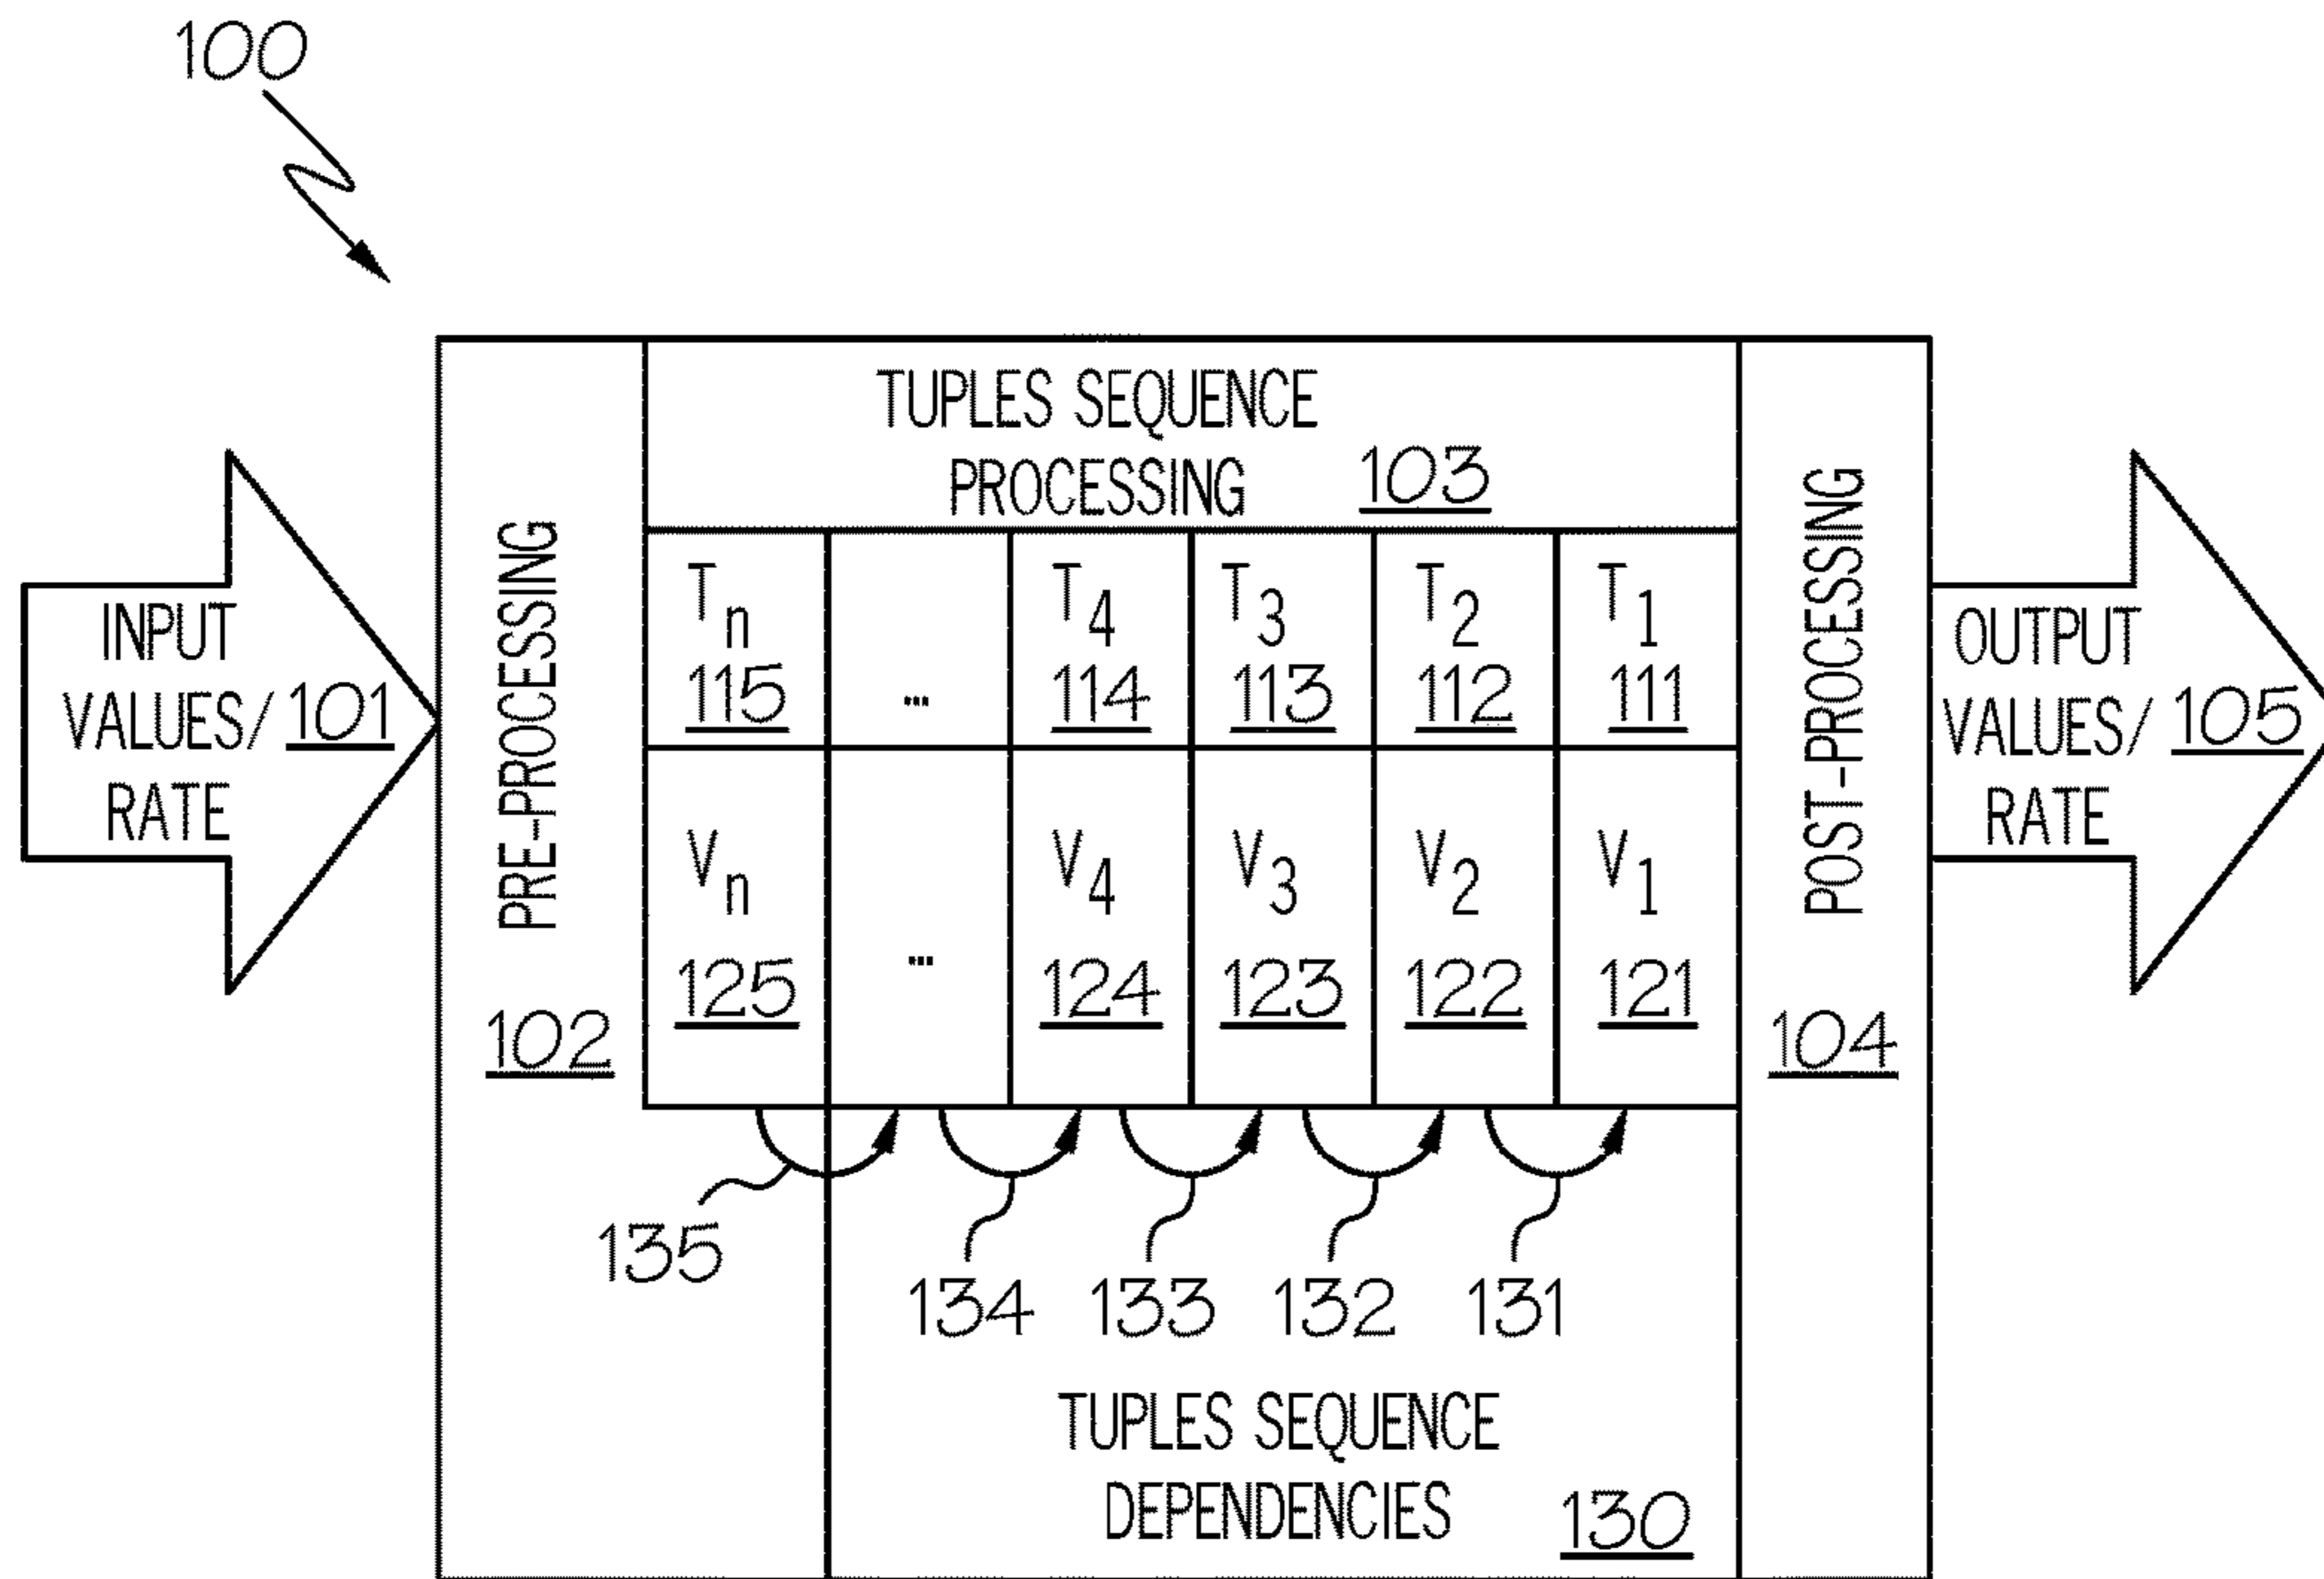 100
TUPLES SEQUENCE
PROCESSING 103
INPUT
VALUES/ 101
RATE
PRE-PROCESSING
102
Tn T4 T3 T2 T1
115 ... 114 113 112 111
Vn V4 V3 V2 V1
125 ... 124 123 122 121
POST-PROCESSING
104
OUTPUT
VALUES/ 105
RATE
135 134 133 132 131
TUPLES SEQUENCE
DEPENDENCIES 130